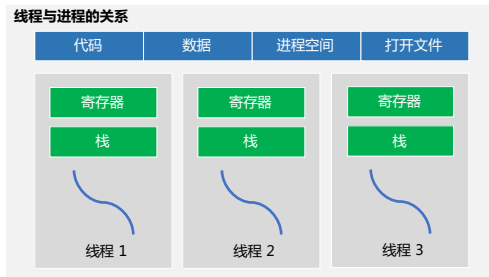 线程与进程的关系
代码 数据 进程空间 打开文件
寄存器 寄存器 寄存器
栈 栈 栈
线程 1 线程 2 线程 3